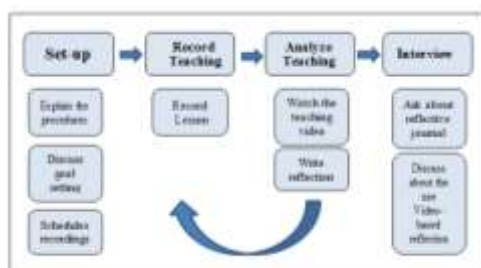 Set-up
Record
Teaching
Analyze
Teaching
Interview
Explain the
procedures
Discuss
goal
setting
Schedules
recordings
Record
Lesson
Watch the
teaching
video
Write
reflection
Ask about
reflective
journal
Discuss
about the
use
Video-
based
reflection